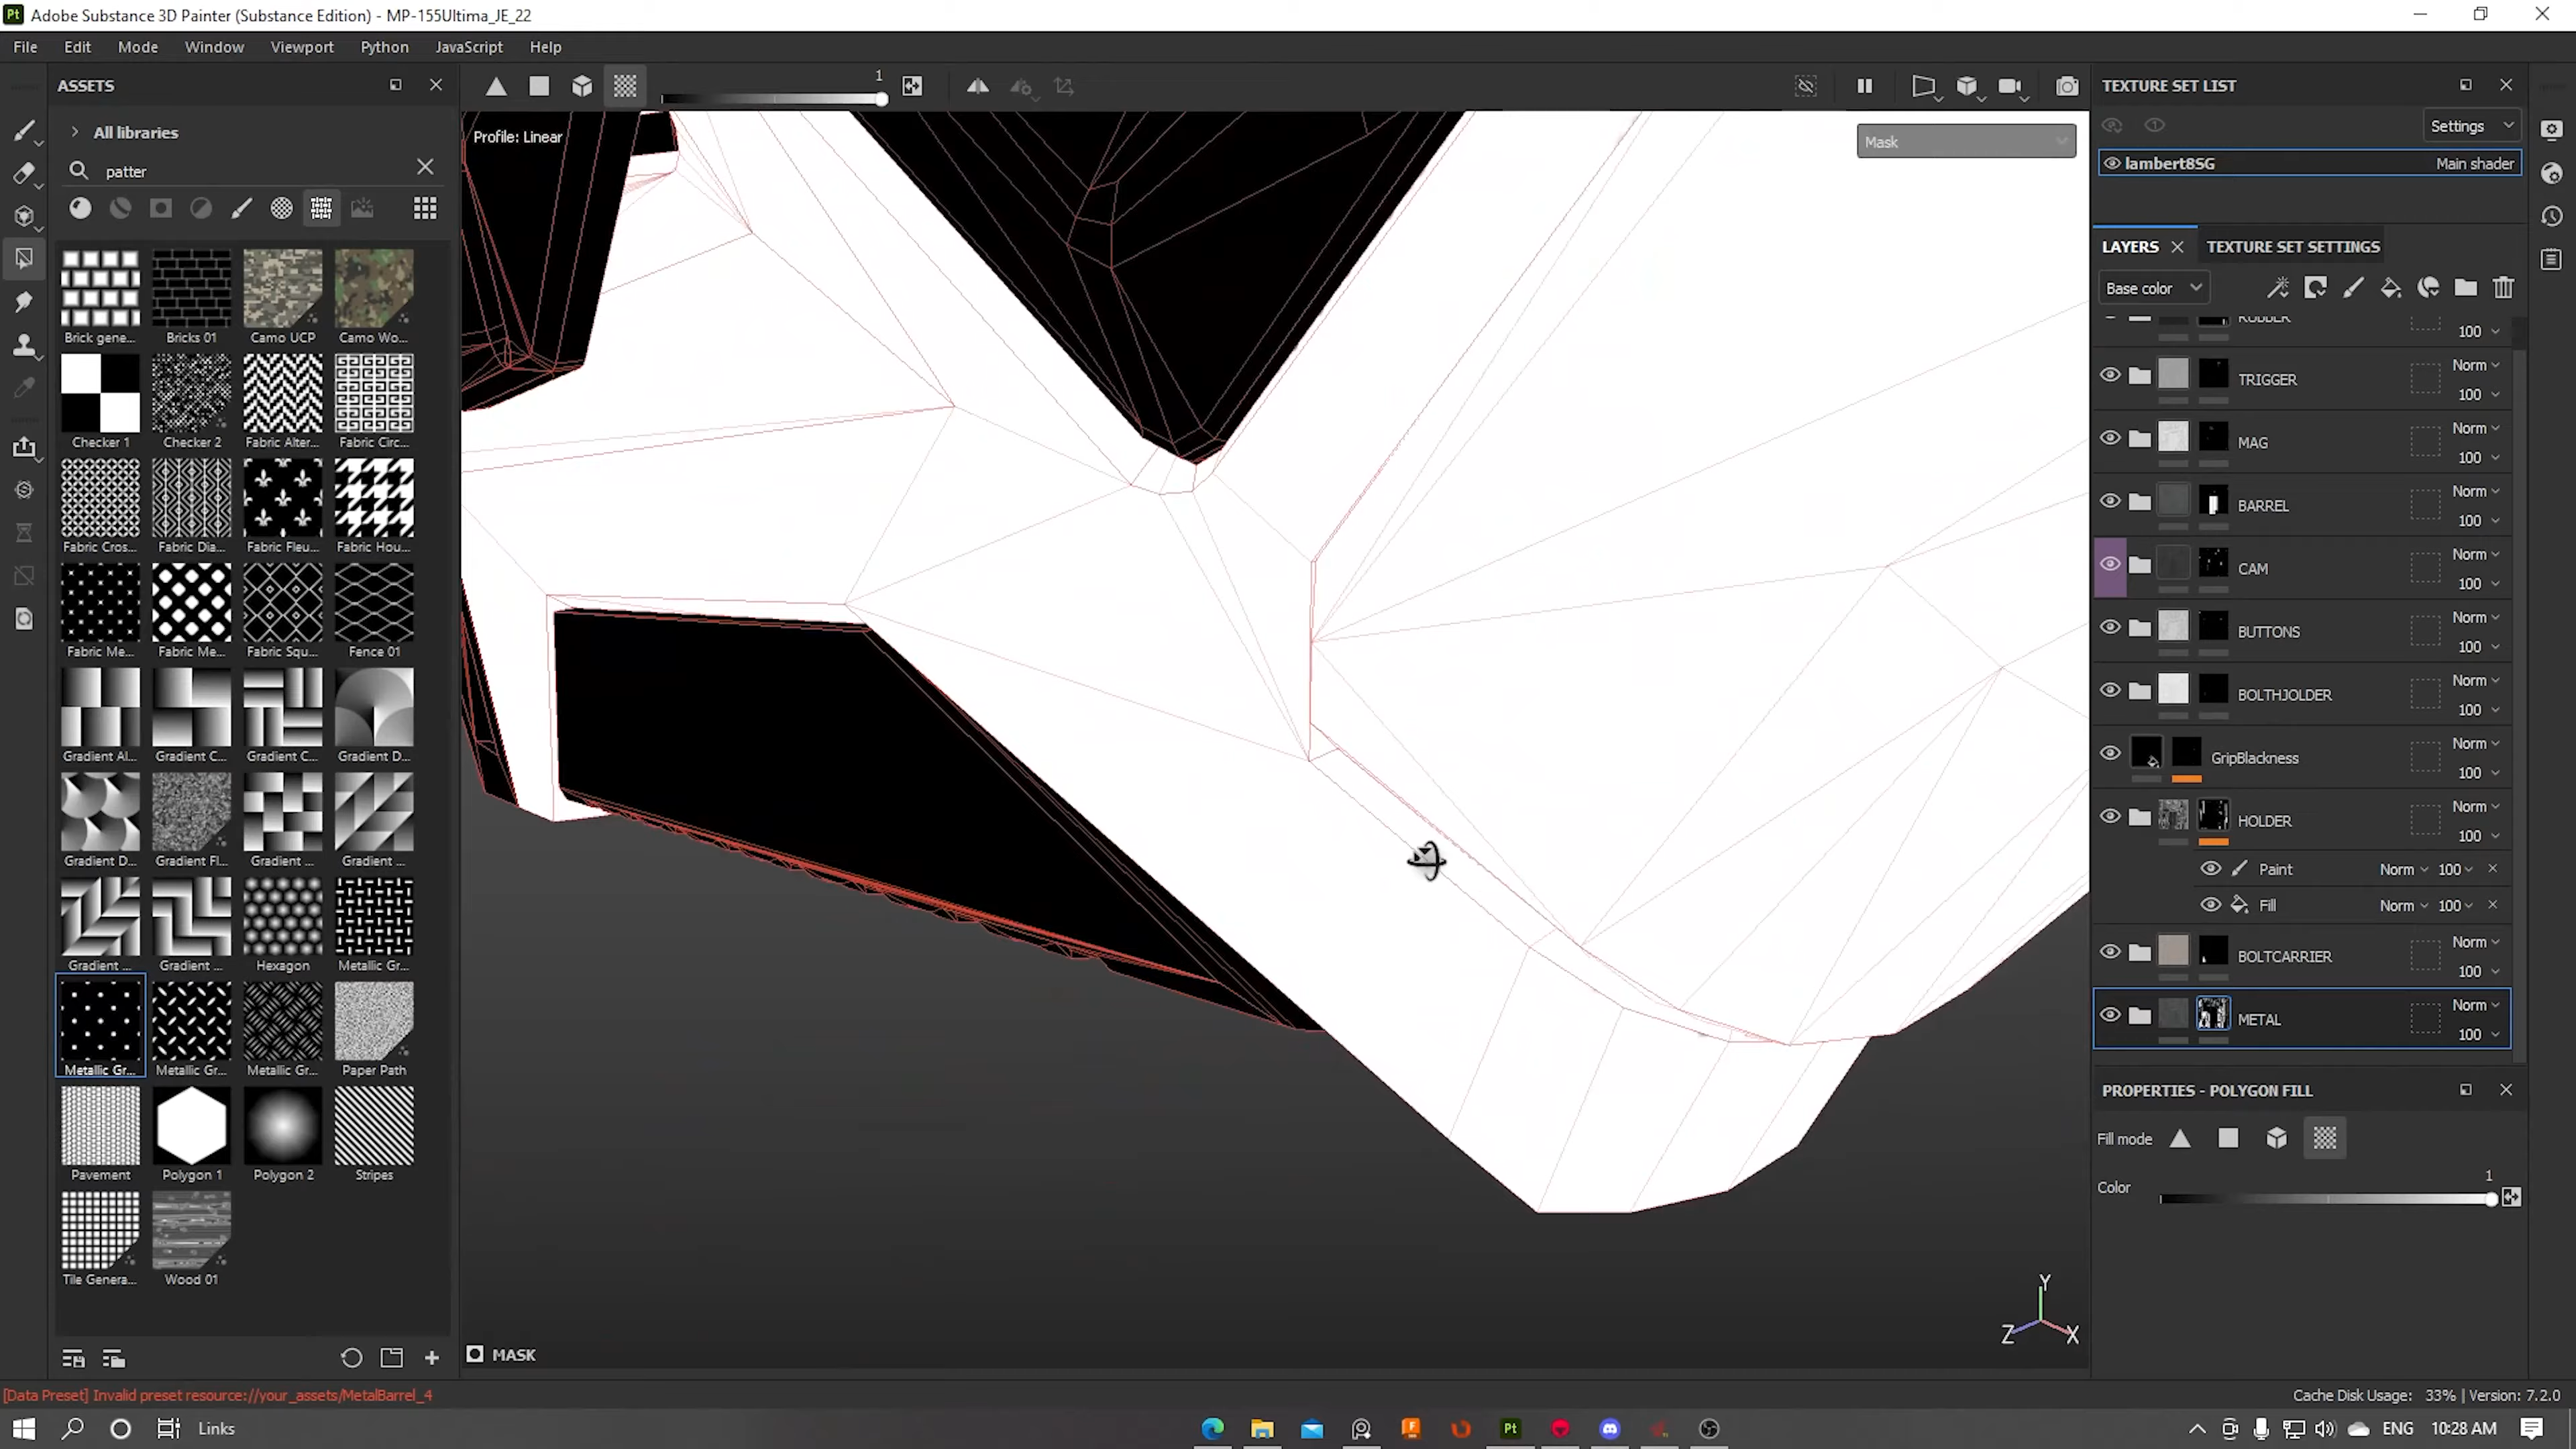 Adobe Substance 3D Painter (Substance Edition) - MP-155Ultima_JE_22
File Edit Mode Window Viewport Python JavaScript Help
ASSETS
All libraries
patter
Brick gene... Bricks 01 Camo UCP Camo Wo...
Checker 1 Checker 2 Fabric Alter... Fabric Circ...
Fabric Cros... Fabric Dia... Fabric Fleu... Fabric Hou...
Fabric Me... Fabric Me... Fabric Squ... Fence 01
Gradient Al... Gradient C... Gradient C... Gradient D...
Gradient D... Gradient Fl... Gradient ... Gradient ...
Gradient ... Gradient ... Hexagon Metallic Gr...
Metallic Gr... Metallic Gr... Metallic Gr... Paper Path
Pavement Polygon 1 Polygon 2 Stripes
Tile Genera... Wood 01
1
Profile: Linear
Mask
Y
Z X
MASK
TEXTURE SET LIST
Settings
lambert8SG Main shader
LAYERS TEXTURE SET SETTINGS
Base color
RUBBER
100
TRIGGER Norm
100
MAG Norm
100
BARREL Norm
100
CAM Norm
100
BUTTONS Norm
100
BOLTHJOLDER Norm
100
GripBlackness Norm
100
HOLDER Norm
100
Paint Norm 100
Fill Norm 100
BOLTCARRIER Norm
100
METAL Norm
100
PROPERTIES - POLYGON FILL
Fill mode
Color 1
[Data Preset] Invalid preset resource://your_assets/MetalBarrel_4
Cache Disk Usage: 33% | Version: 7.2.0
Links
Pt
ENG 10:28 AM